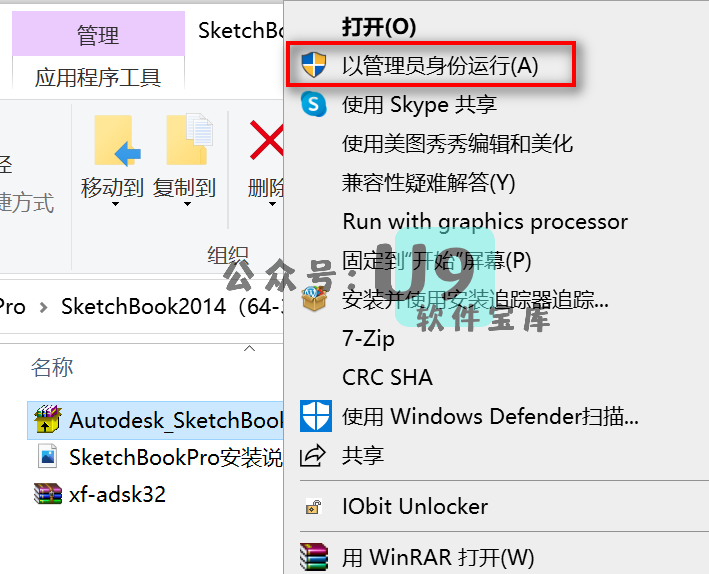 管理
SketchBo
应用程序工具
移动到
复制到
删除
径
捷方式
组织
Pro > SketchBook2014（64-3
名称
Autodesk_SketchBook
SketchBookPro安装说
xf-adsk32
打开(O)
以管理员身份运行(A)
使用 Skype 共享
使用美图秀秀编辑和美化
兼容性疑难解答(Y)
Run with graphics processor
固定到“开始”屏幕(P)
安装并使用安装追踪器追踪...
7-Zip
CRC SHA
使用 Windows Defender扫描...
共享
IObit Unlocker
用 WinRAR 打开(W)
公众号：U9
软件宝库